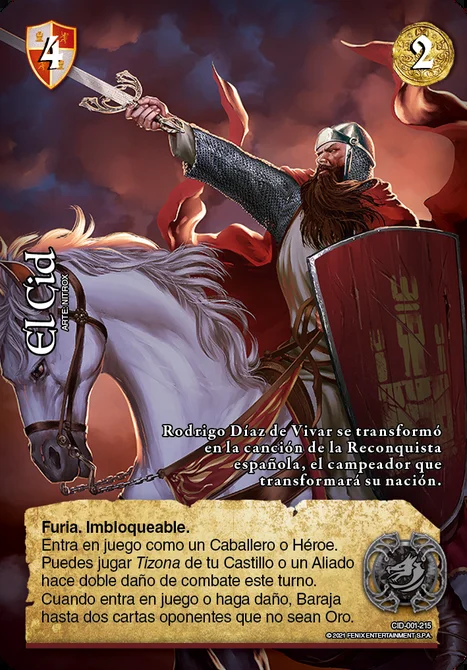 4
2
El Cid
ARTE: NITROX
Rodrigo Díaz de Vivar se transformó
en la canción de la Reconquista
española, el campeador que
transformará su nación.
Furia. Imbloqueable.
Entra en juego como un Caballero o Héroe.
Puedes jugar Tizona de tu Castillo o un Aliado
hace doble daño de combate este turno.
Cuando entra en juego o haga daño, Baraja
hasta dos cartas oponentes que no sean Oro.
CID-001-215
© 2021 FENIX ENTERTAINMENT S.P.A.